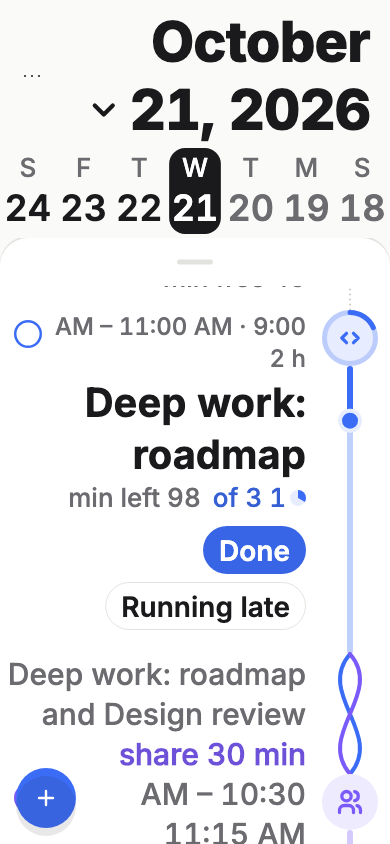 October
...
21, 2026
S F T W T M S
24 23 22 21 20 19 18
AM – 11:00 AM · 9:00
2 h
Deep work:
roadmap
min left 98 of 3 1
Done
Running late
Deep work: roadmap
and Design review
share 30 min
AM – 10:30
11:15 AM